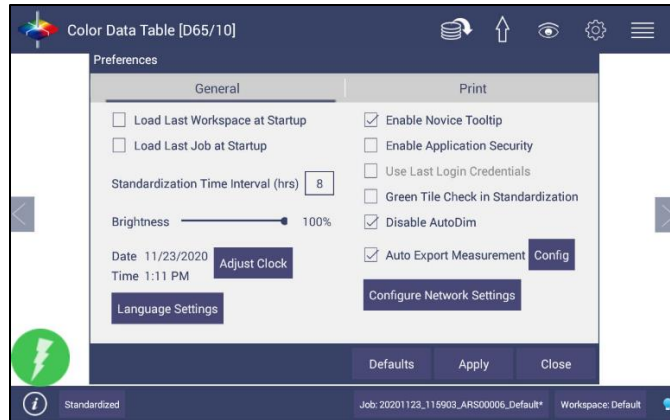 Color Data Table [D65/10]
Preferences
General
Print
Load Last Workspace at Startup
Load Last Job at Startup
Standardization Time Interval (hrs) 8
Brightness 100%
Date 11/23/2020
Time 1:11 PM
Adjust Clock
Language Settings
Enable Novice Tooltip
Enable Application Security
Use Last Login Credentials
Green Tile Check in Standardization
Disable AutoDim
Auto Export Measurement Config
Configure Network Settings
Defaults Apply Close
i Standardized Job: 20201123_115903_ARS00006_Default* Workspace: Default